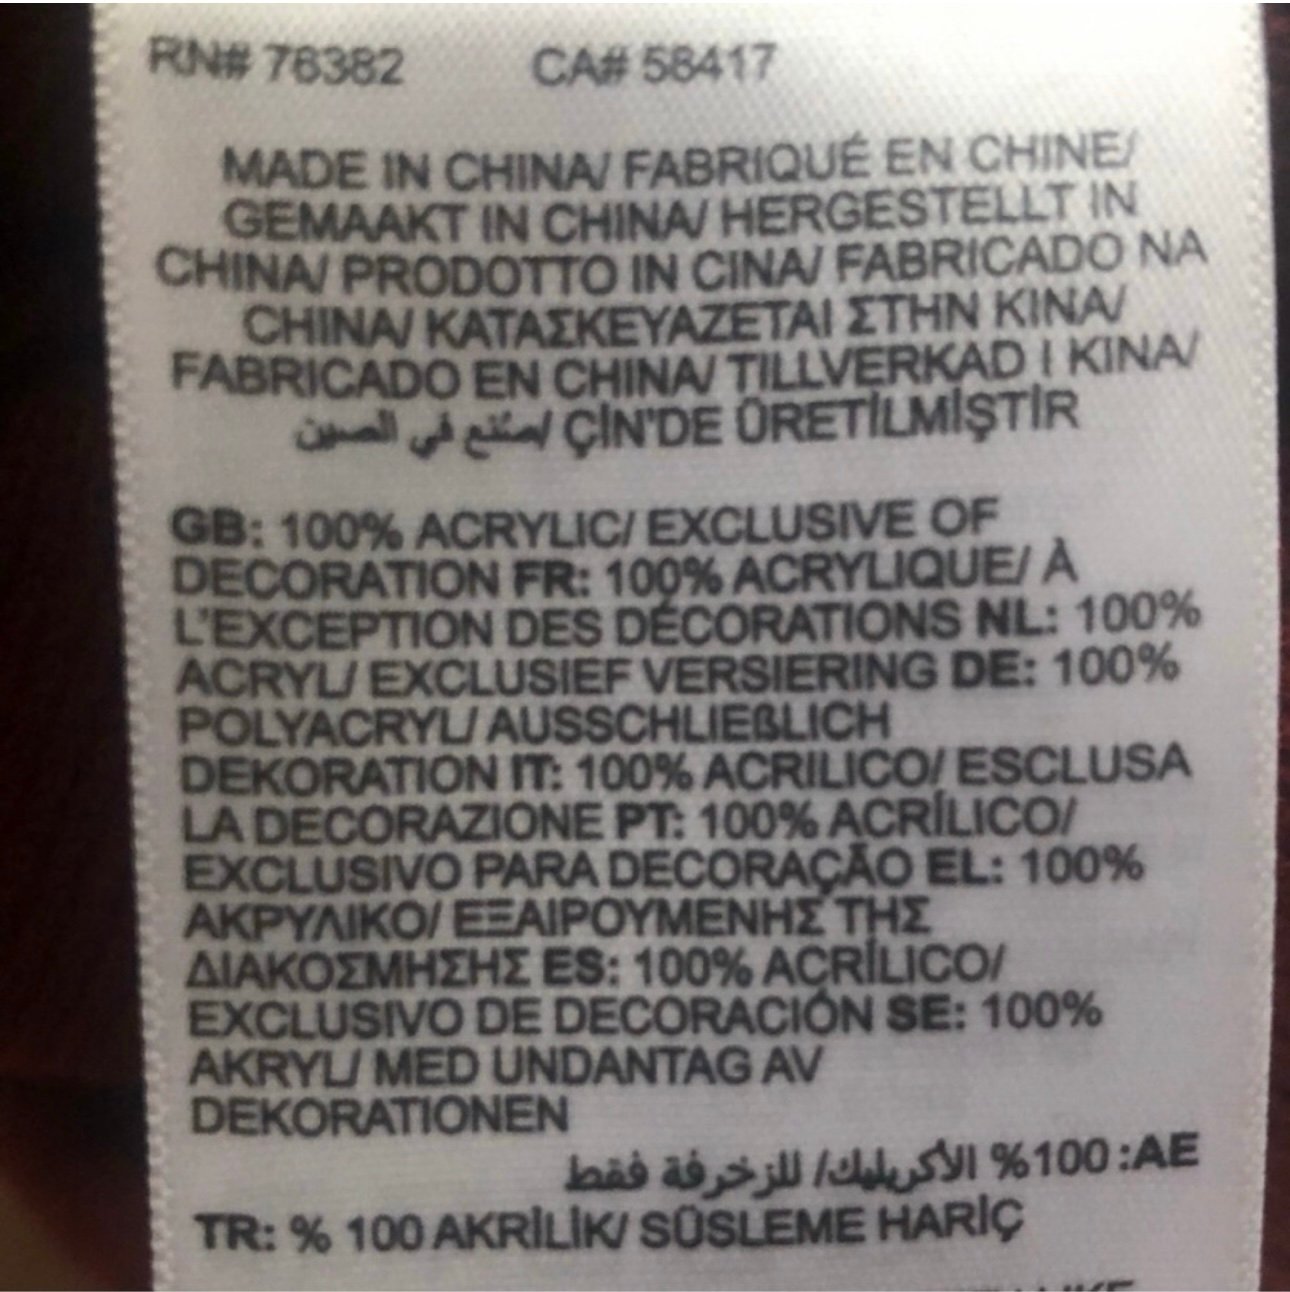 RN# 76382 CA# 58417
MADE IN CHINA/ FABRIQUÉ EN CHINE/
GEMAAKT IN CHINA/ HERGESTELLT IN
CHINA/ PRODOTTO IN CINA/ FABRICADO NA
CHINA/ ΚΑΤΑΣΚΕΥΑΖΕΤΑΙ ΣΤΗΝ ΚΙΝΑ/
FABRICADO EN CHINA/ TILLVERKAD I KINA/
ÇİN'DE ÜRETİLMİŞTİR /صُنع في الصين
GB: 100% ACRYLIC/ EXCLUSIVE OF
DECORATION FR: 100% ACRYLIQUE/ À
L'EXCEPTION DES DÉCORATIONS NL: 100%
ACRYL/ EXCLUSIEF VERSIERING DE: 100%
POLYACRYL/ AUSSCHLIEßLICH
DEKORATION IT: 100% ACRILICO/ ESCLUSA
LA DECORAZIONE PT: 100% ACRÍLICO/
EXCLUSIVO PARA DECORAÇÃO EL: 100%
ΑΚΡΥΛΙΚΟ/ ΕΞΑΙΡΟΥΜΕΝΗΣ ΤΗΣ
ΔΙΑΚΟΣΜΗΣΗΣ ES: 100% ACRÍLICO/
EXCLUSIVO DE DECORACIÓN SE: 100%
AKRYL/ MED UNDANTAG AV
DEKORATIONEN
AE: 100% الأكريليك/ للزخرفة فقط
TR: % 100 AKRİLİK/ SÜSLEME HARİÇ